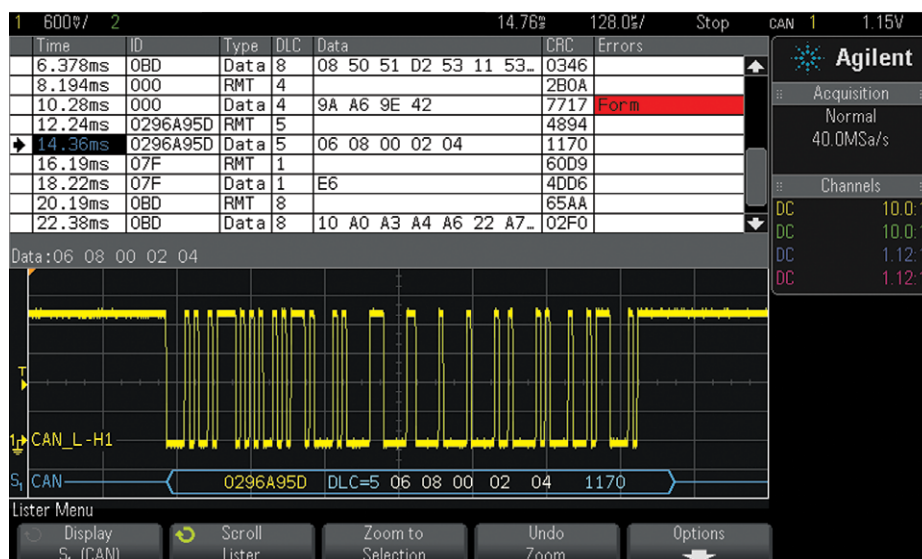 1 600㎷/ 2 14.76㎳ 128.0㎲/ Stop CAN 1 1.15V
Time ID Type DLC Data CRC Errors
6.378ms 0BD Data 8 08 50 51 D2 53 11 53… 0346
8.194ms 000 RMT 4 2B0A
10.28ms 000 Data 4 9A A6 9E 42 7717 Form
12.24ms 0296A95D RMT 5 4894
14.36ms 0296A95D Data 5 06 08 00 02 04 1170
16.19ms 07F RMT 1 60D9
18.22ms 07F Data 1 E6 4DD6
20.19ms 0BD RMT 8 65AA
22.38ms 0BD Data 8 10 A0 A3 A4 A6 22 A7… 02F0
Agilent
Acquisition
Normal
40.0MSa/s
Channels
DC 10.0:
DC 10.0:
DC 1.12:
DC 1.12:
Data:06 08 00 02 04
T
1 CAN_L-H1
S₁ CAN 0296A95D DLC=5 06 08 00 02 04 1170
Lister Menu
Display
S₁ (CAN)
Scroll
Lister
Zoom to
Selection
Undo
Zoom
Options